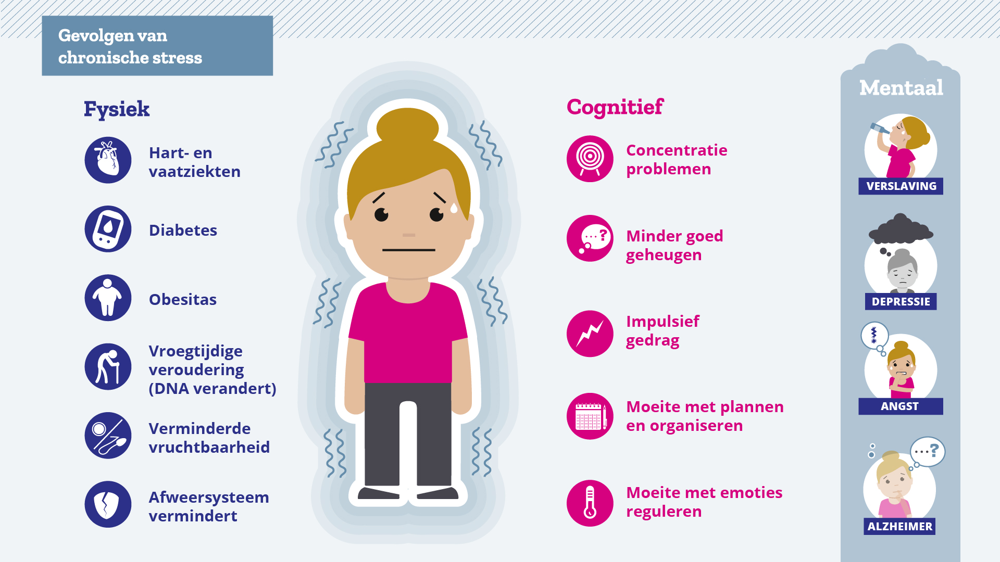 Gevolgen van
chronische stress
Fysiek
Hart- en
vaatziekten
Diabetes
Obesitas
Vroegtijdige
veroudering
(DNA verandert)
Verminderde
vruchtbaarheid
Afweersysteem
vermindert
Cognitief
Concentratie
problemen
...?
Minder goed
geheugen
Impulsief
gedrag
Moeite met plannen
en organiseren
Moeite met emoties
reguleren
Mentaal
VERSLAVING
DEPRESSIE
ANGST
...?
ALZHEIMER